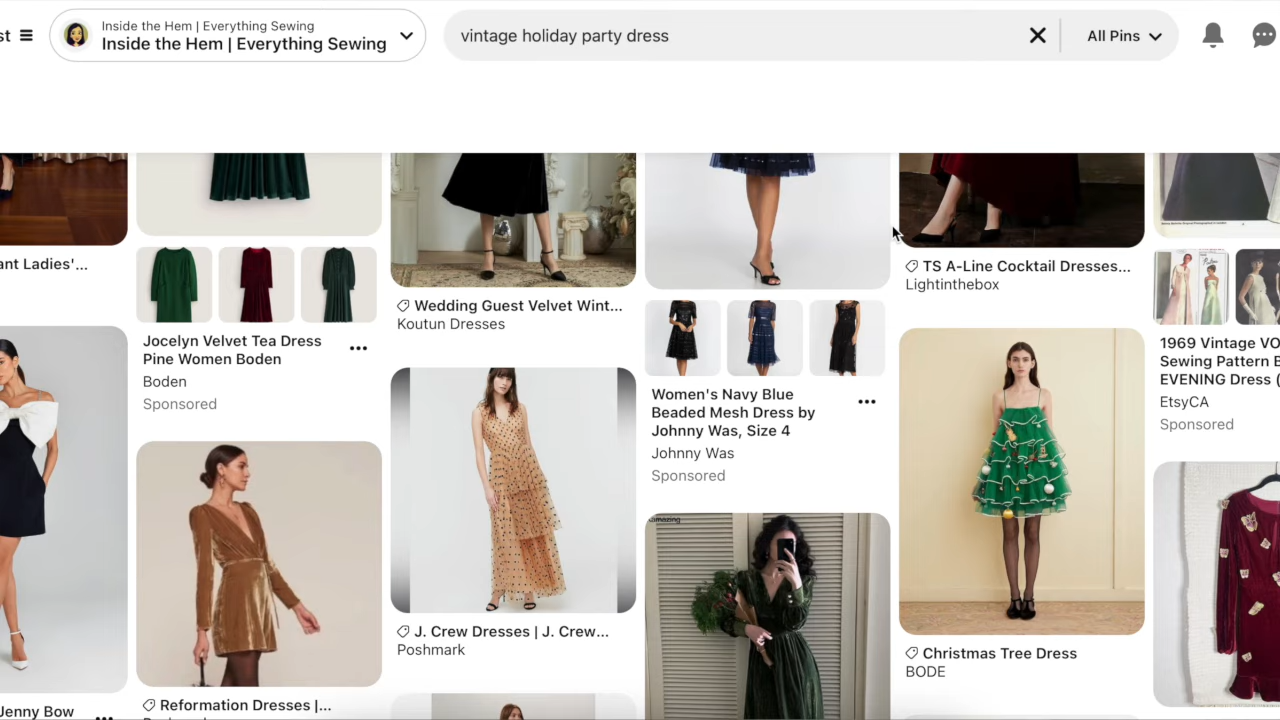 st
Inside the Hem | Everything Sewing
Inside the Hem | Everything Sewing
vintage holiday party dress
All Pins
ant Ladies'...
Jenny Bow
Jocelyn Velvet Tea Dress
Pine Women Boden
Boden
Sponsored
Reformation Dresses |...
Wedding Guest Velvet Wint...
Koutun Dresses
J. Crew Dresses | J. Crew...
Poshmark
Women's Navy Blue
Beaded Mesh Dress by
Johnny Was, Size 4
Johnny Was
Sponsored
amazing
TS A-Line Cocktail Dresses...
Lightinthebox
Christmas Tree Dress
BODE
1969 Vintage VO
Sewing Pattern B
EVENING Dress (
EtsyCA
Sponsored